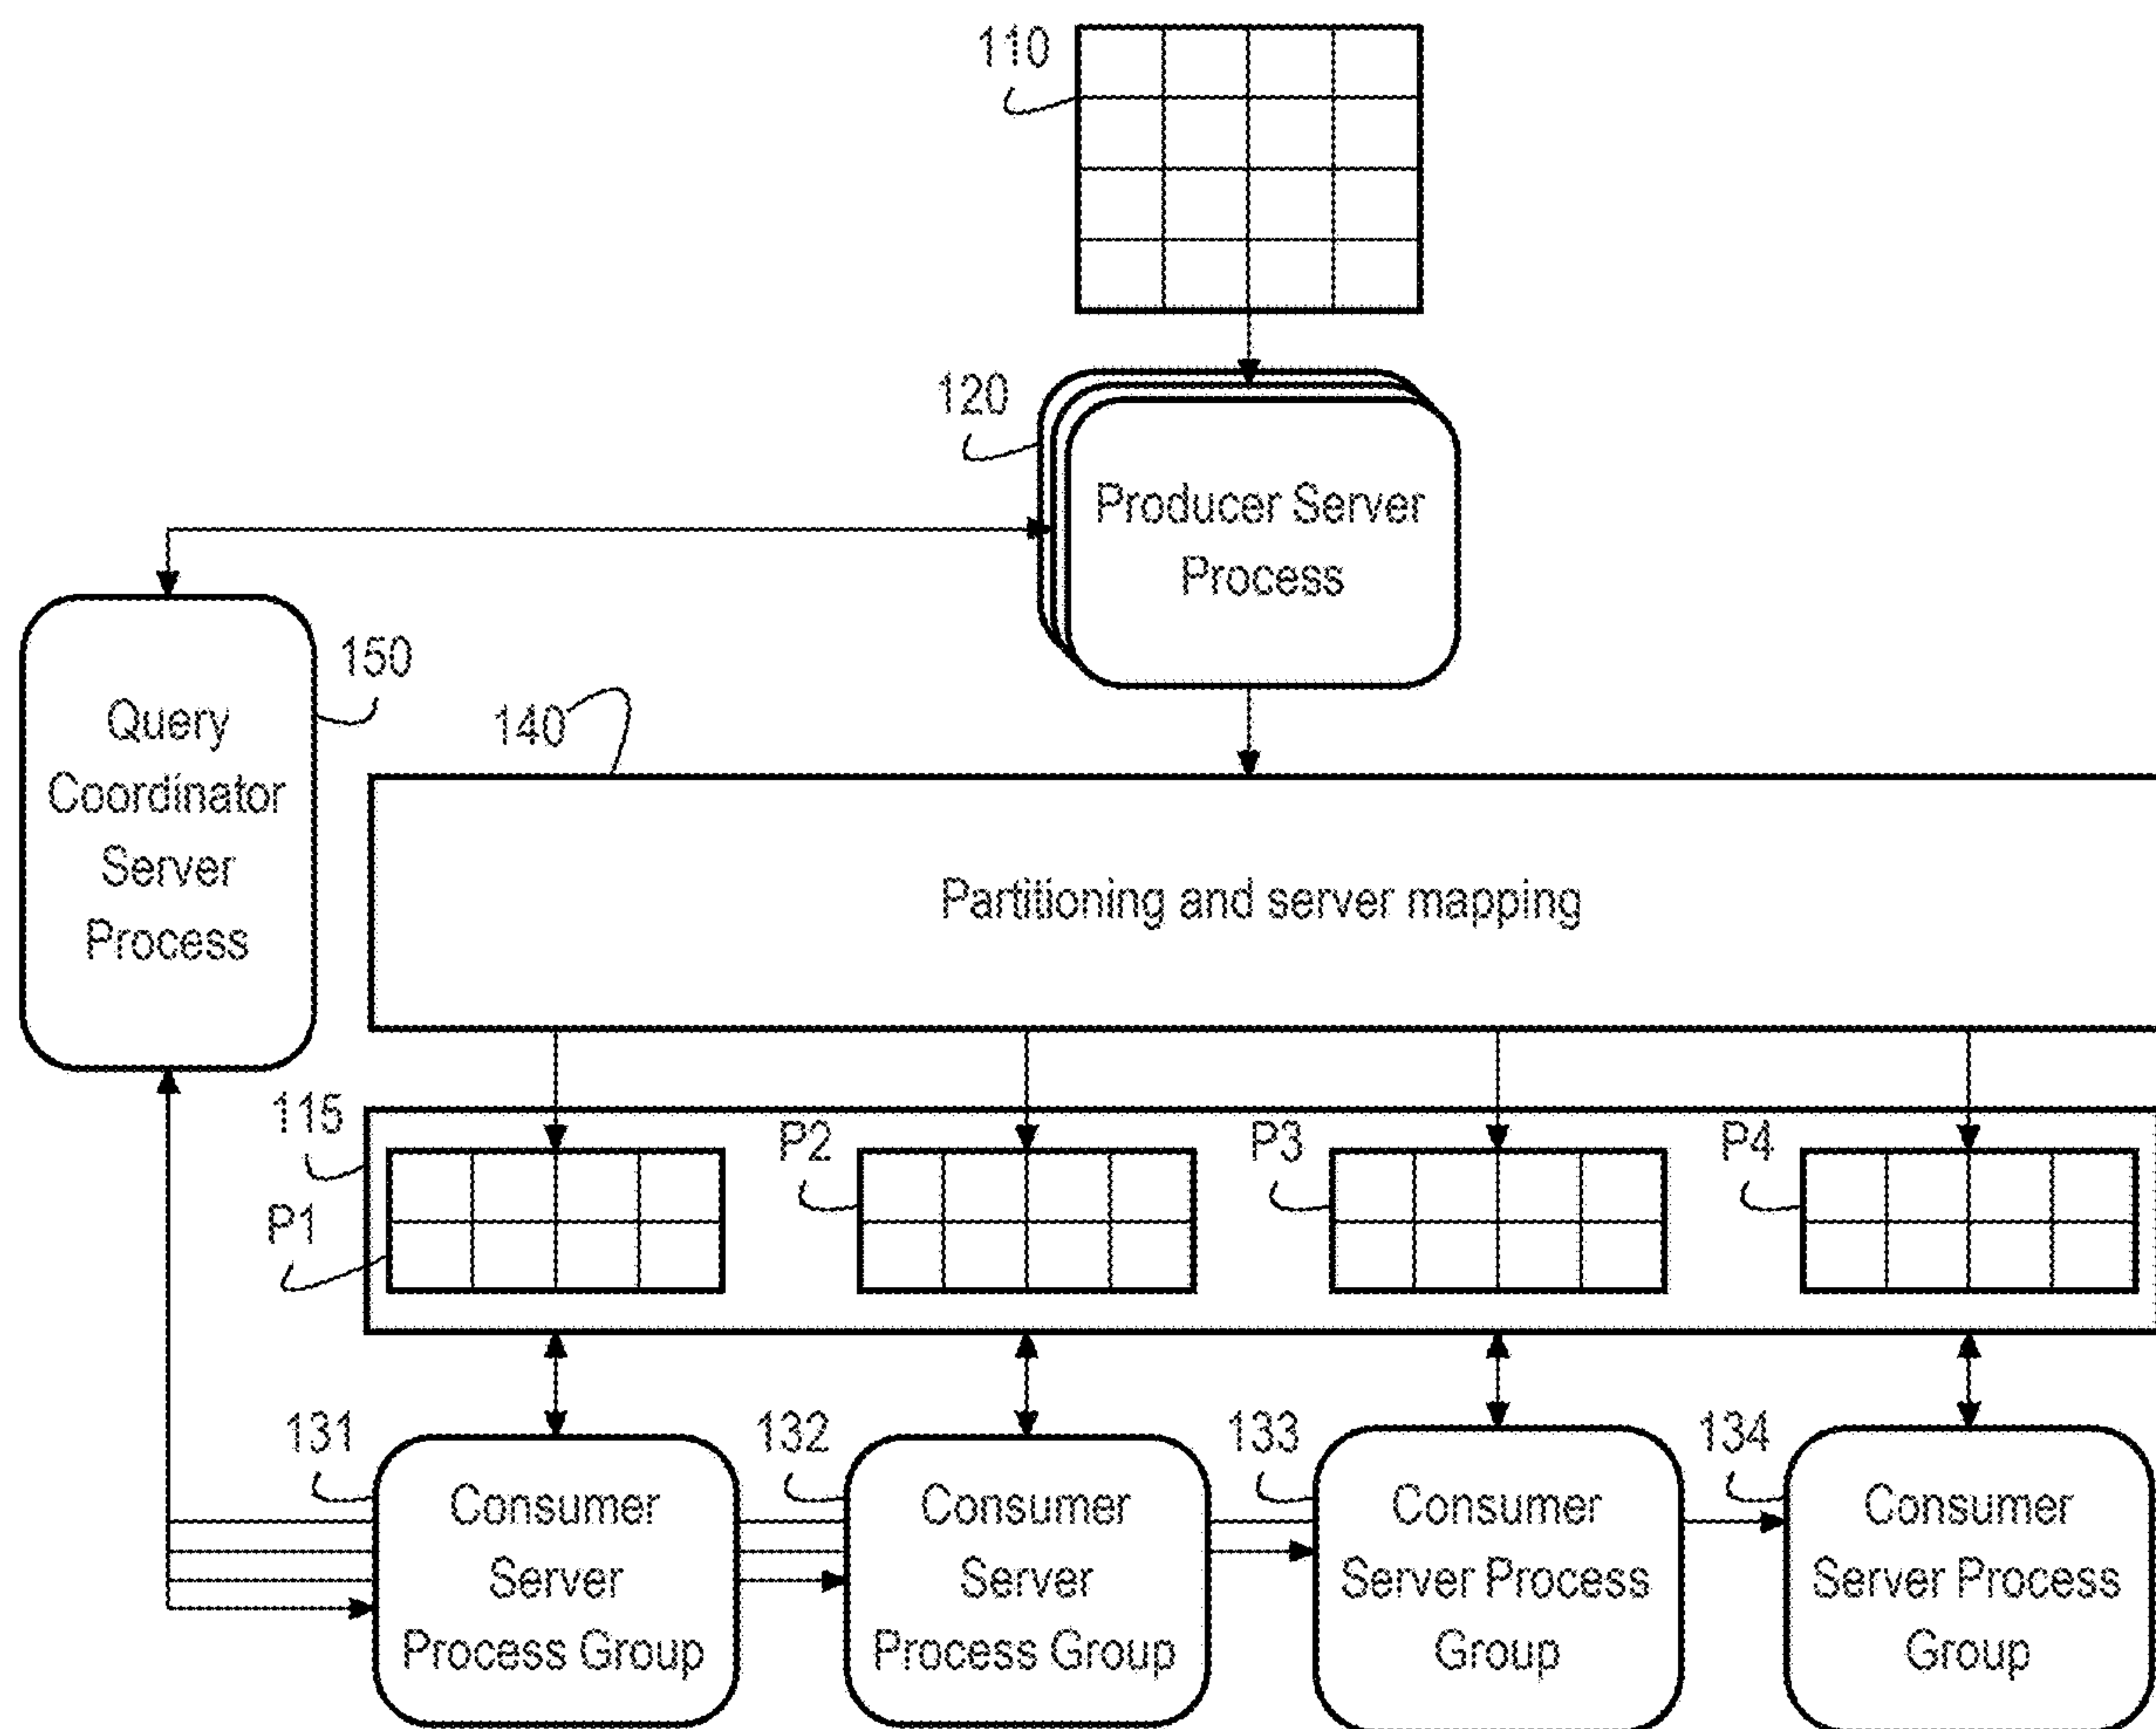 110
120
Producer Server
Process
150
Query
Coordinator
Server
Process
140
Partitioning and server mapping
115
P1
P2
P3
P4
131
Consumer
Server
Process Group
132
Consumer
Server
Process Group
133
Consumer
Server Process
Group
134
Consumer
Server Process
Group